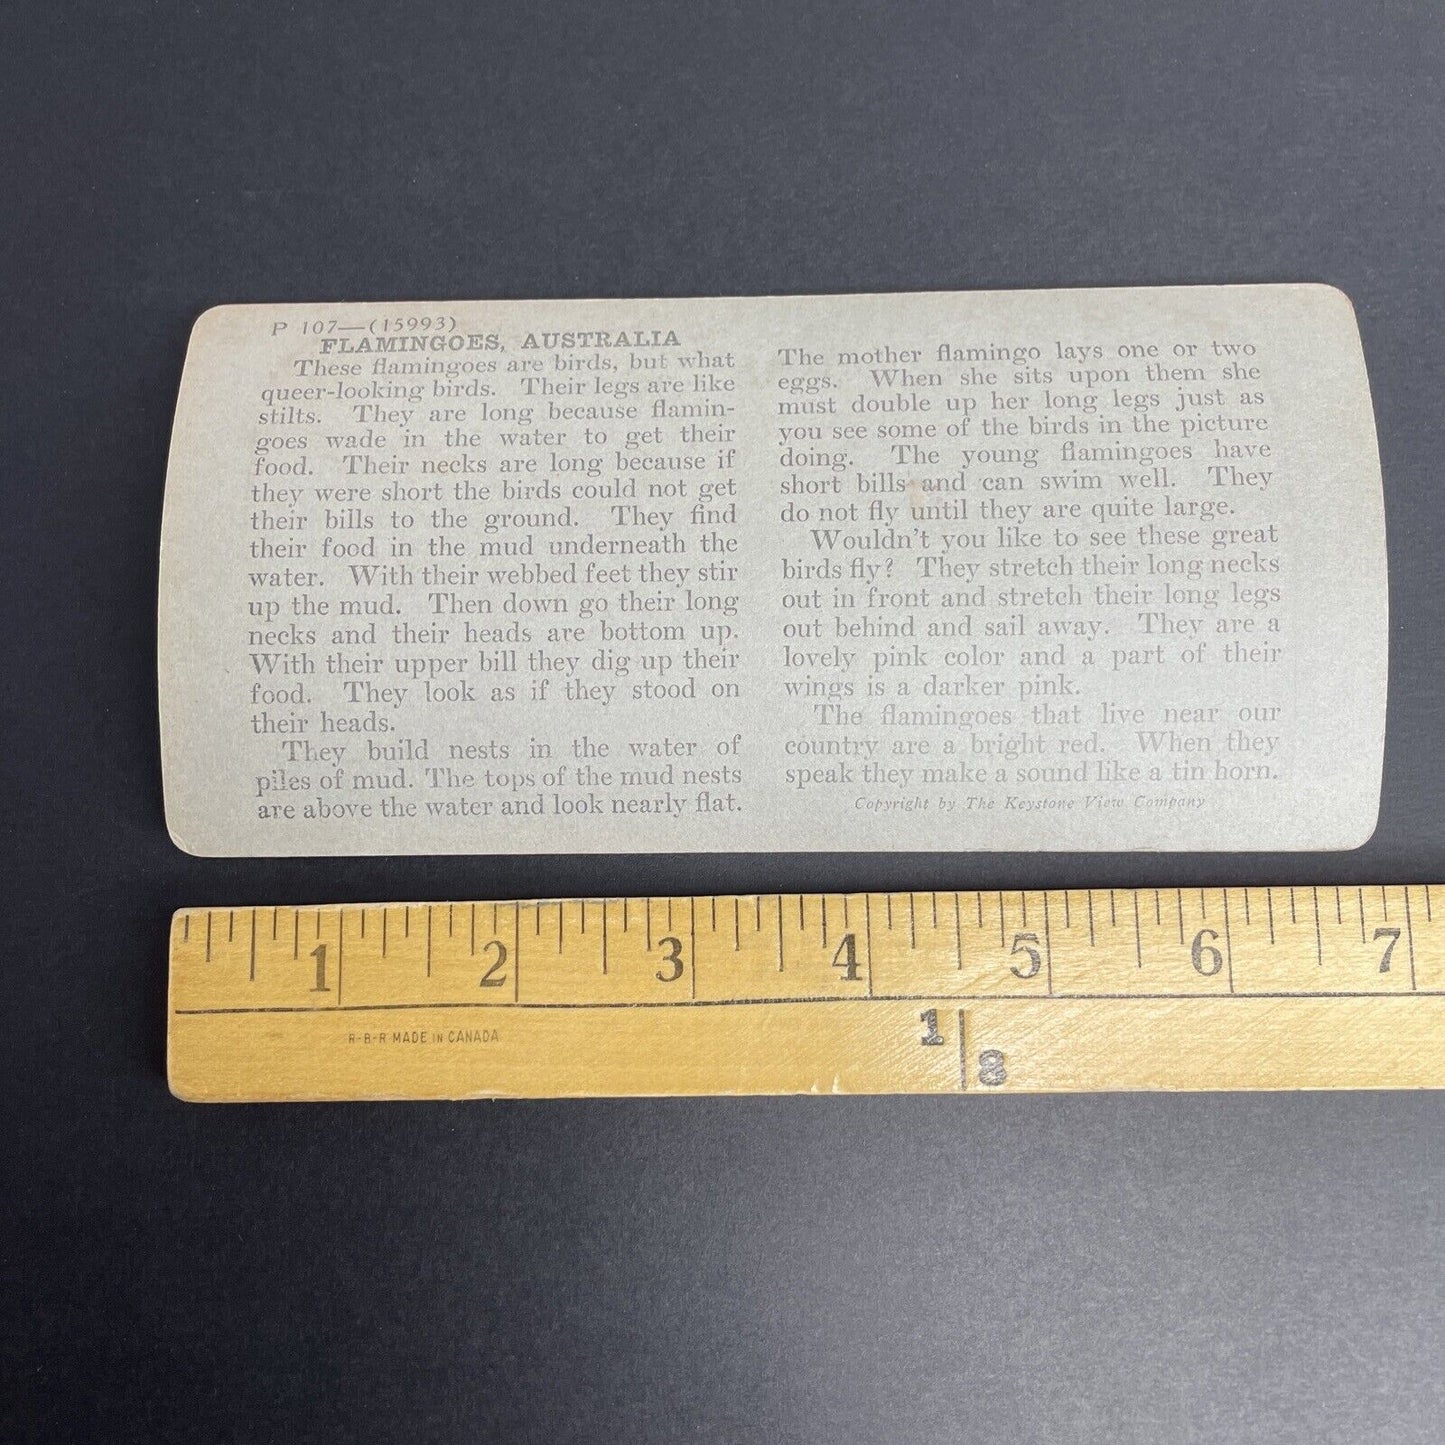 P 107—(15993)
FLAMINGOES, AUSTRALIA
These flamingoes are birds, but what
queer-looking birds. Their legs are like
stilts. They are long because flamin-
goes wade in the water to get their
food. Their necks are long because if
they were short the birds could not get
their bills to the ground. They find
their food in the mud underneath the
water. With their webbed feet they stir
up the mud. Then down go their long
necks and their heads are bottom up.
With their upper bill they dig up their
food. They look as if they stood on
their heads.
They build nests in the water of
piles of mud. The tops of the mud nests
are above the water and look nearly flat.
The mother flamingo lays one or two
eggs. When she sits upon them she
must double up her long legs just as
you see some of the birds in the picture
doing. The young flamingoes have
short bills and can swim well. They
do not fly until they are quite large.
Wouldn't you like to see these great
birds fly? They stretch their long necks
out in front and stretch their long legs
out behind and sail away. They are a
lovely pink color and a part of their
wings is a darker pink.
The flamingoes that live near our
country are a bright red. When they
speak they make a sound like a tin horn.
Copyright by The Keystone View Company
1 2 3 4 5 6 7
R-B-R MADE IN CANADA
1
8